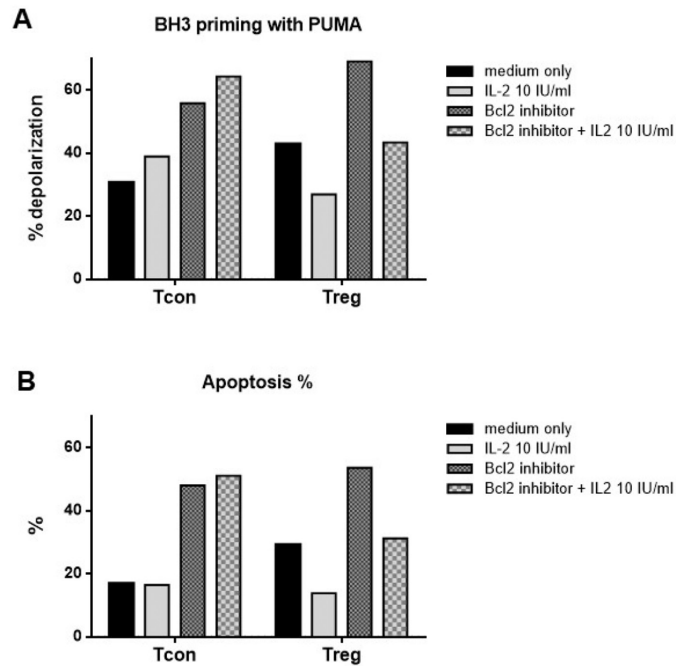 A
BH3 priming with PUMA
% depolarization
60
40
20
0
Tcon
Treg
medium only
IL-2 10 IU/ml
Bcl2 inhibitor
Bcl2 inhibitor + IL2 10 IU/ml
B
Apoptosis %
%
60
40
20
0
Tcon
Treg
medium only
IL-2 10 IU/ml
Bcl2 inhibitor
Bcl2 inhibitor + IL2 10 IU/ml